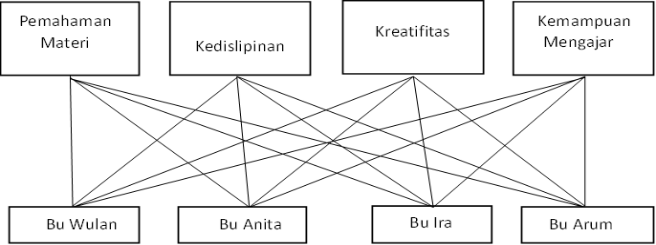 Pemahaman
Materi
Kedislipinan
Kreatifitas
Kemampuan
Mengajar
Bu Wulan
Bu Anita
Bu Ira
Bu Arum